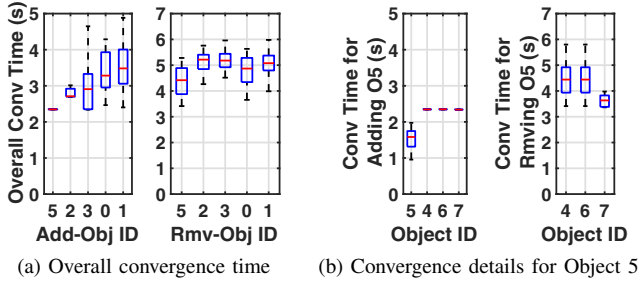 Overall Conv Time (s)
5
4
3
2
1
0
5 2 3 0 1
Add-Obj ID
7
6
5
4
3
2
1
0
5 2 3 0 1
Rmv-Obj ID
(a) Overall convergence time
Conv Time for
Adding O5 (s)
5
4
3
2
1
0
5 4 6 7
Object ID
Conv Time for
Rmving O5 (s)
7
6
5
4
3
2
1
0
4 6 7
Object ID
(b) Convergence details for Object 5